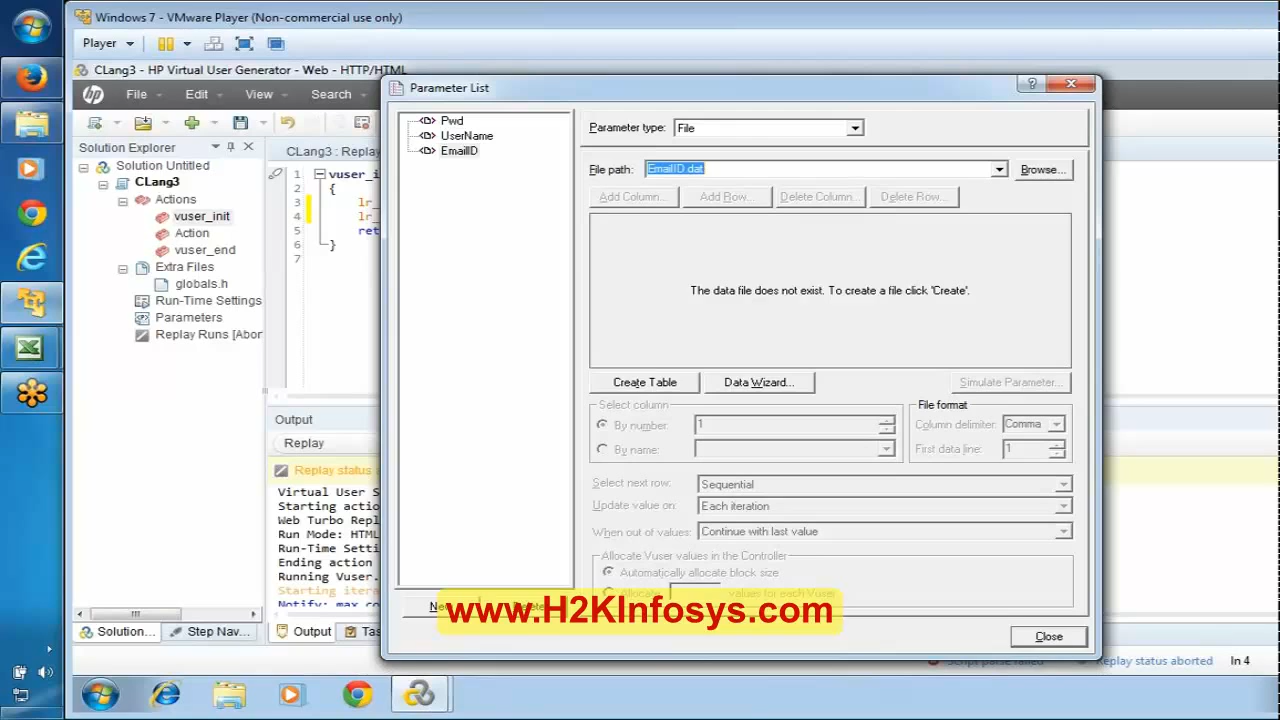 Windows 7 - VMware Player (Non-commercial use only)
Player
CLang3 - HP Virtual User Generator - Web - HTTP/HTML
hp File Edit View Search
Parameter List
Solution Explorer
Solution Untitled
CLang3
Actions
vuser_init
Action
vuser_end
Extra Files
globals.h
Run-Time Settings
Parameters
Replay Runs [Abor
Solution...
Step Nav...
CLang3 : Replay
1 vuser_i
2 {
3 lr_
4 lr_
5 ret
6 }
7
Output
Replay
Replay status
Virtual User S
Starting actio
Web Turbo Repl
Run Mode: HTML
Run-Time Setti
Ending action
Running Vuser.
Starting itera
Notify: max co
Output
Tas
Pwd
UserName
EmailID
Parameter type: File
File path: EmailID.dat Browse...
Add Column... Add Row... Delete Column... Delete Row...
The data file does not exist. To create a file click 'Create'.
Create Table Data Wizard... Simulate Parameter...
Select column
By number: 1
By name:
File format
Column delimiter: Comma
First data line: 1
Select next row: Sequential
Update value on: Each iteration
When out of values: Continue with last value
Allocate Vuser values in the Controller
Automatically allocate block size
Allocate values for each Vuser
www.H2KInfosys.com
Close
Script parse failed
Replay status aborted
ln 4